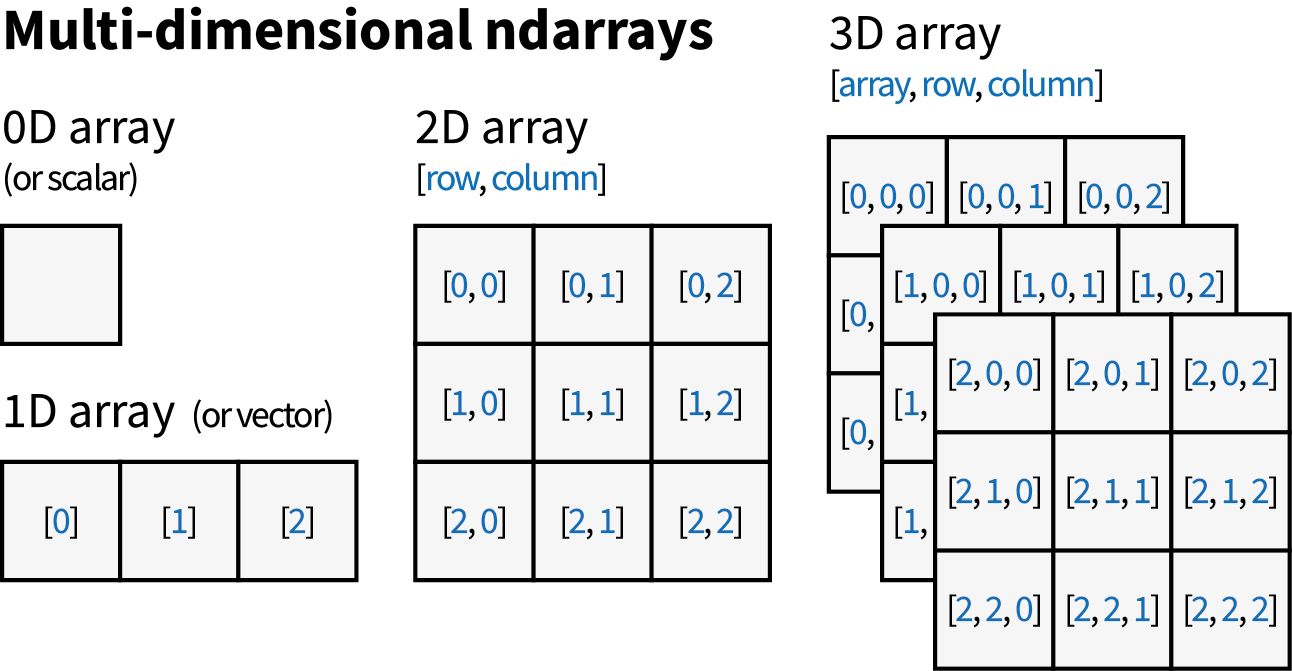 Multi-dimensional ndarrays
0D array
(or scalar)
1D array (or vector)
[0] [1] [2]
2D array
[row, column]
[0, 0] [0, 1] [0, 2]
[1, 0] [1, 1] [1, 2]
[2, 0] [2, 1] [2, 2]
3D array
[array, row, column]
[0, 0, 0] [0, 0, 1] [0, 0, 2]
[0,
[0,
[1, 0, 0] [1, 0, 1] [1, 0, 2]
[1,
[1,
[2, 0, 0] [2, 0, 1] [2, 0, 2]
[2, 1, 0] [2, 1, 1] [2, 1, 2]
[2, 2, 0] [2, 2, 1] [2, 2, 2]